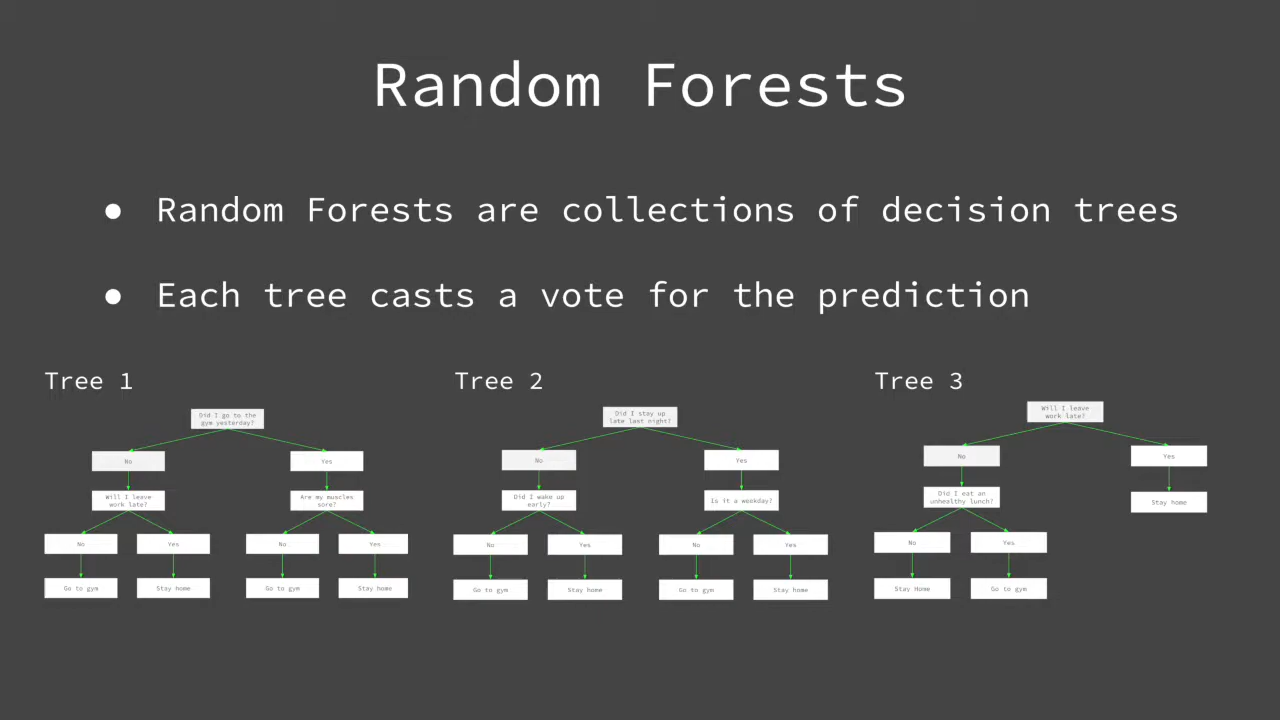 Random Forests
● Random Forests are collections of decision trees
● Each tree casts a vote for the prediction
Tree 1
Did I go to the
gym yesterday?
No
Yes
Will I leave
work late?
Are my muscles
sore?
No
Yes
No
Yes
Go to gym
Stay home
Go to gym
Stay home
Tree 2
Did I stay up
late last night?
No
Yes
Did I wake up
early?
Is it a weekday?
No
Yes
No
Yes
Go to gym
Stay home
Go to gym
Stay home
Tree 3
Will I leave
work late?
No
Yes
Did I eat an
unhealthy lunch?
Stay home
No
Yes
Stay Home
Go to gym